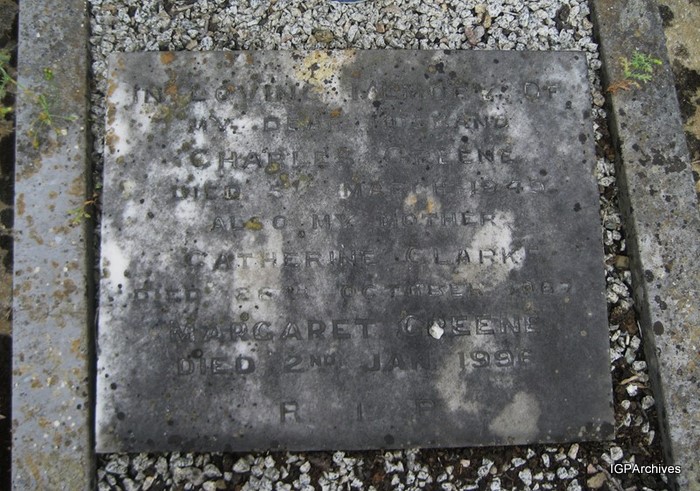 IN LOVING MEMORY OF
MY DEAR HUSBAND
CHARLES GREENE
DIED MARCH
ALSO MY MOTHER
CATHERINE CLARKE
DIED OCTOBER
MARGARET GREENE
DIED 2ND JAN
R I P
IGPArchives